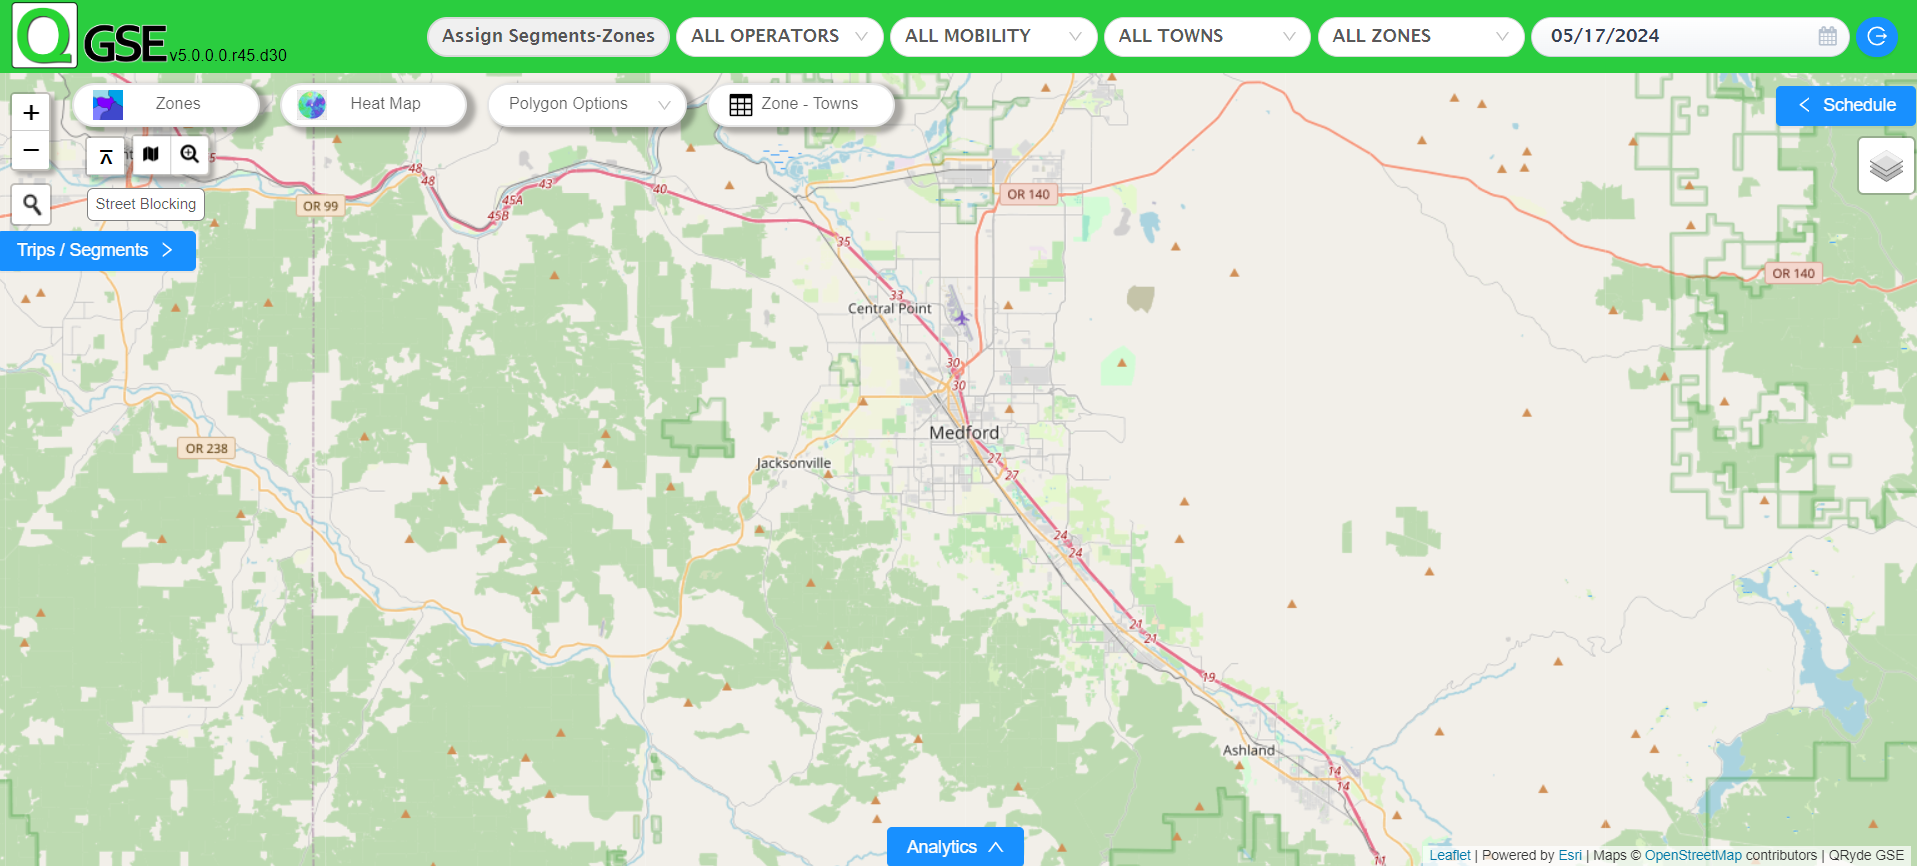 Q GSE v5.0.0.0.r45.d30
Assign Segments-Zones
ALL OPERATORS
ALL MOBILITY
ALL TOWNS
ALL ZONES
05/17/2024
Zones
Heat Map
Polygon Options
Zone - Towns
Schedule
+
−
Street Blocking
Trips / Segments
48
48
45A
45B
43
40
OR 99
OR 140
35
OR 140
33
Central Point
30
30
Medford
OR 238
Jacksonville
27
27
24
24
21
21
19
Ashland
14
14
11
Analytics
Leaflet | Powered by Esri | Maps © OpenStreetMap contributors | QRyde GSE